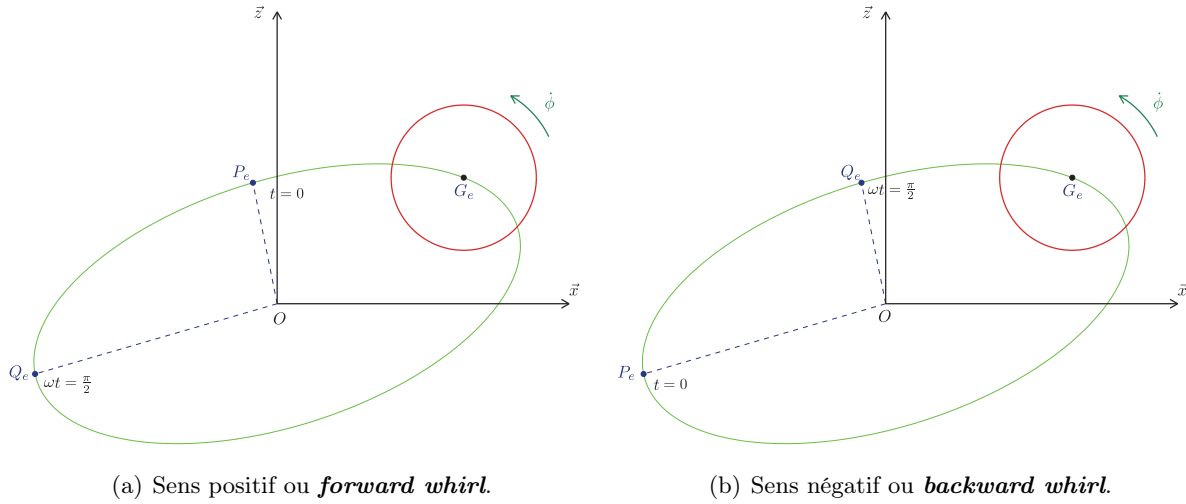 z⃗
ϕ̇
P_e
t = 0
G_e
x⃗
O
Q_e
ωt = π/2
(a) Sens positif ou forward whirl.
z⃗
ϕ̇
Q_e
ωt = π/2
G_e
x⃗
O
P_e
t = 0
(b) Sens négatif ou backward whirl.